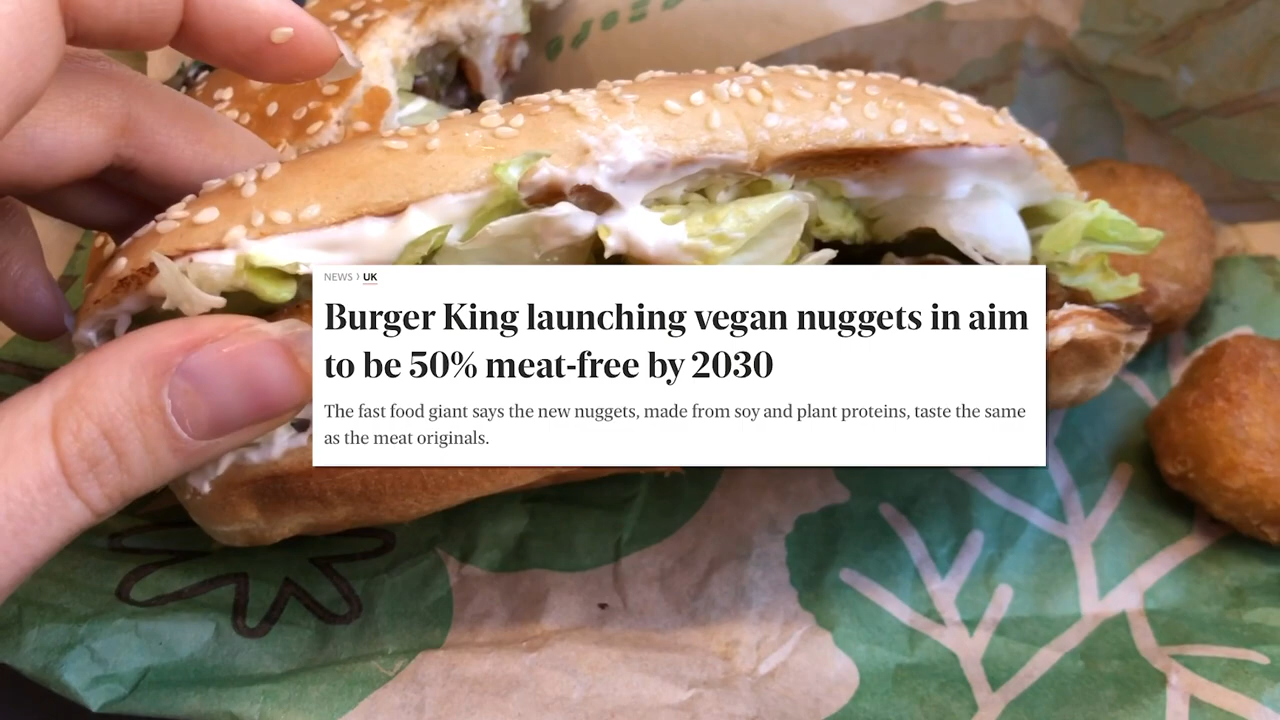 NEWS > UK
Burger King launching vegan nuggets in aim
to be 50% meat-free by 2030
The fast food giant says the new nuggets, made from soy and plant proteins, taste the same
as the meat originals.